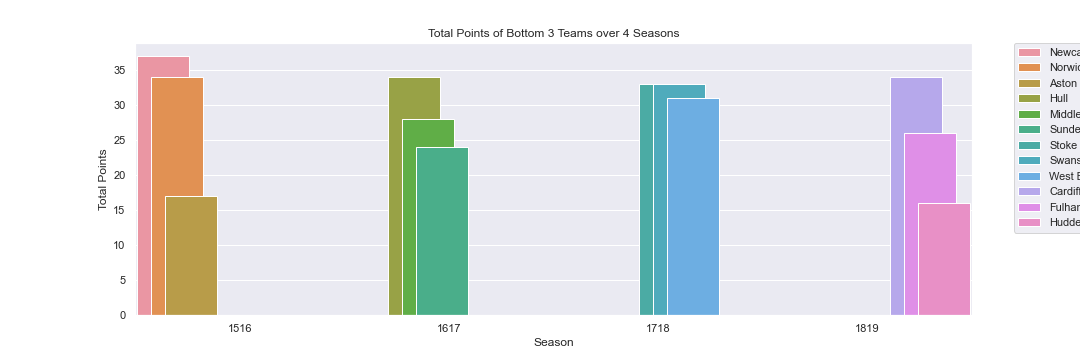 Total Points of Bottom 3 Teams over 4 Seasons
Total Points
35
30
25
20
15
10
5
0
1516
1617
1718
1819
Season
Newca
Norwic
Aston
Hull
Middle
Sunde
Stoke
Swans
West B
Cardiff
Fulhar
Hudde